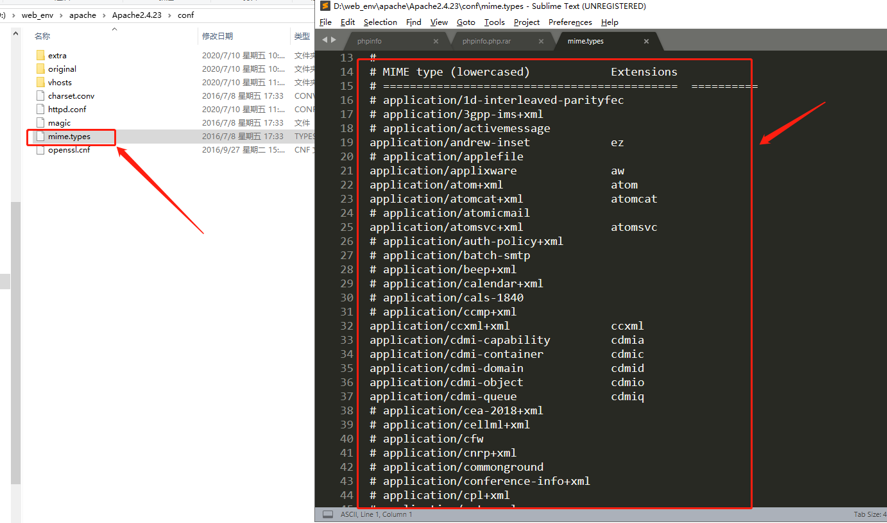 web_env > apache > Apache2.4.23 > conf
名称 修改日期 类型
extra 2020/7/10 星期五 10:... 文件夹
original 2020/7/10 星期五 10:... 文件夹
vhosts 2020/7/10 星期五 11:... 文件夹
charset.conv 2016/7/8 星期五 17:33 CONV
httpd.conf 2020/7/10 星期五 11:... CONF
magic 2016/7/8 星期五 17:33 文件
mime.types 2016/7/8 星期五 17:33 TYPES
openssl.cnf 2016/9/27 星期二 15:... CNF 文
D:\web_env\apache\Apache2.4.23\conf\mime.types - Sublime Text (UNREGISTERED)
File Edit Selection Find View Goto Tools Project Preferences Help
phpinfo × phpinfo.php.rar × mime.types ×
13 #
14 # MIME type (lowercased) Extensions
15 # ============================================ ==========
16 # application/1d-interleaved-parityfec
17 # application/3gpp-ims+xml
18 # application/activemessage
19 application/andrew-inset ez
20 # application/applefile
21 application/applixware aw
22 application/atom+xml atom
23 application/atomcat+xml atomcat
24 # application/atomicmail
25 application/atomsvc+xml atomsvc
26 # application/auth-policy+xml
27 # application/batch-smtp
28 # application/beep+xml
29 # application/calendar+xml
30 # application/cals-1840
31 # application/ccmp+xml
32 application/ccxml+xml ccxml
33 application/cdmi-capability cdmia
34 application/cdmi-container cdmic
35 application/cdmi-domain cdmid
36 application/cdmi-object cdmio
37 application/cdmi-queue cdmiq
38 # application/cea-2018+xml
39 # application/cellml+xml
40 # application/cfw
41 # application/cnrp+xml
42 # application/commonground
43 # application/conference-info+xml
44 # application/cpl+xml
ASCII, Line 1, Column 1 Tab Size: 4